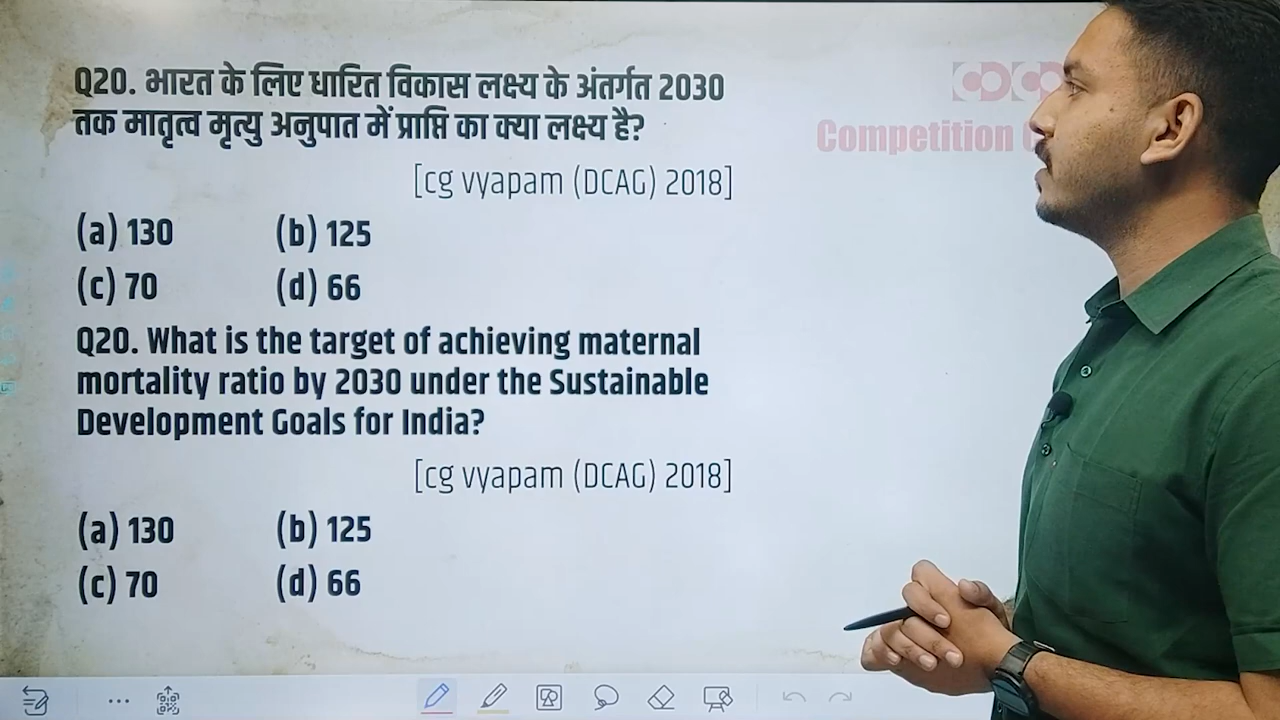 Q20. भारत के लिए धारित विकास लक्ष्य के अंतर्गत 2030
तक मातृत्व मृत्यु अनुपात में प्राप्ति का क्या लक्ष्य है?
[cg vyapam (DCAG) 2018]
(a) 130 (b) 125
(c) 70 (d) 66
Q20. What is the target of achieving maternal
mortality ratio by 2030 under the Sustainable
Development Goals for India?
[cg vyapam (DCAG) 2018]
(a) 130 (b) 125
(c) 70 (d) 66
Competition